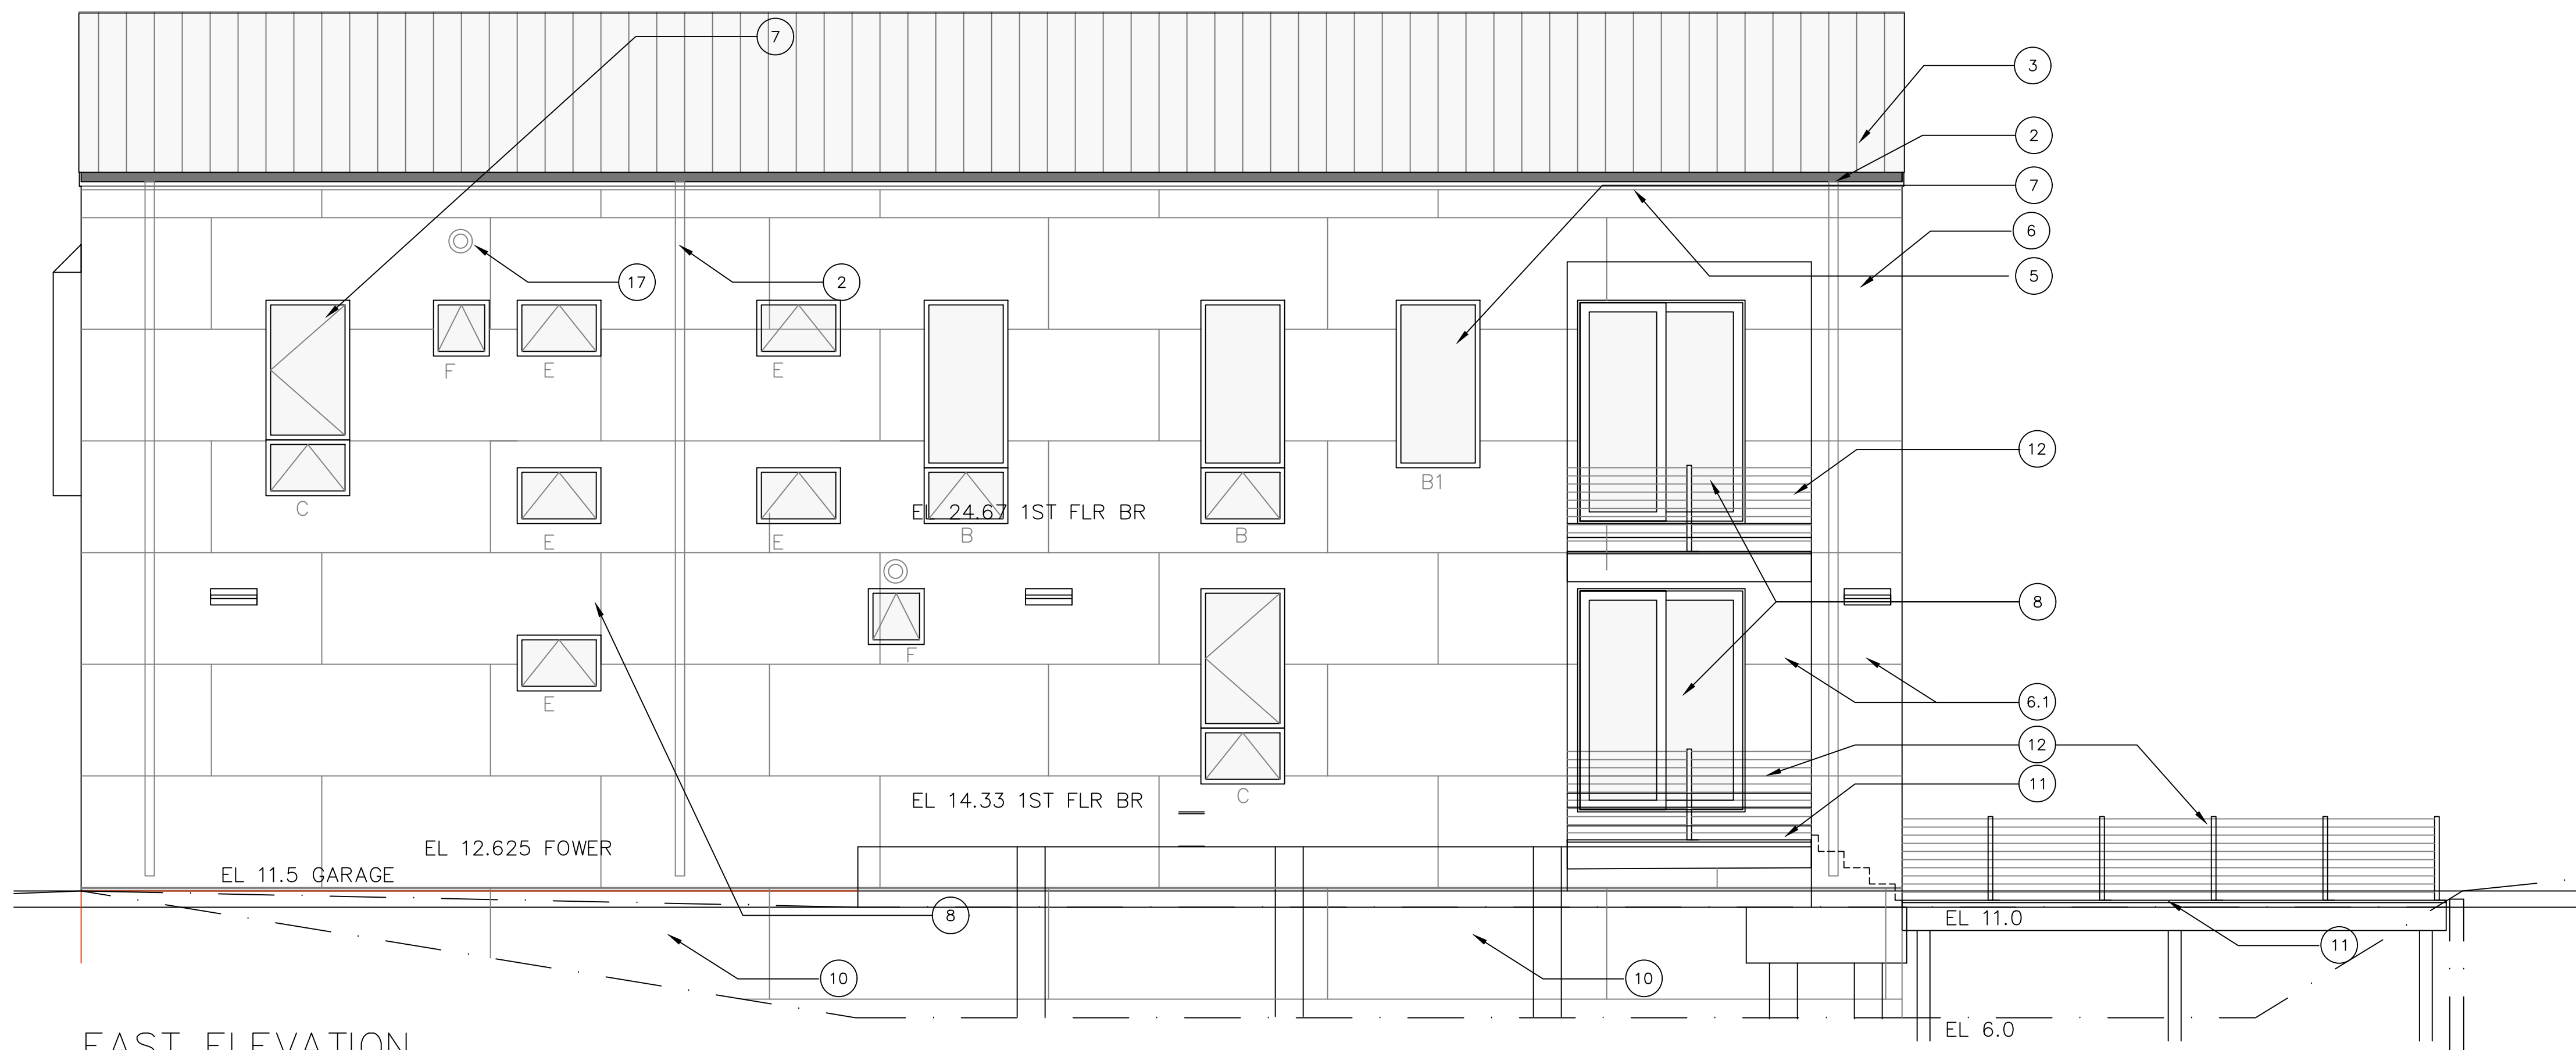 7
3
2
7
6
17
2
5
F
E
E
12
B1
C
EL 24.67 1ST FLR BR
E
E
B
B
8
F
E
6.1
12
11
C
EL 14.33 1ST FLR BR
EL 12.625 FOWER
EL 11.5 GARAGE
8
EL 11.0
11
10
10
EL 6.0
EAST ELEVATION